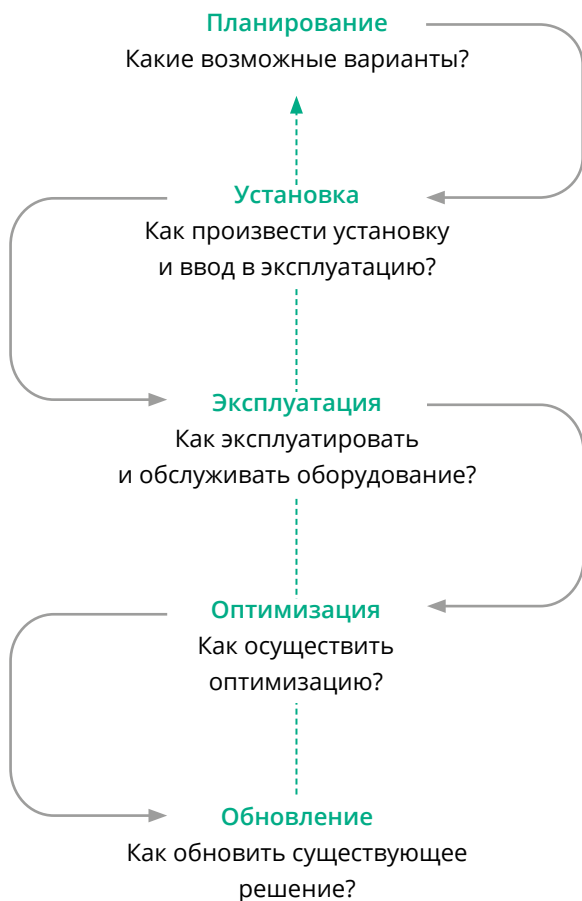 Планирование
Какие возможные варианты?
Установка
Как произвести установку
и ввод в эксплуатацию?
Эксплуатация
Как эксплуатировать
и обслуживать оборудование?
Оптимизация
Как осуществить
оптимизацию?
Обновление
Как обновить существующее
решение?